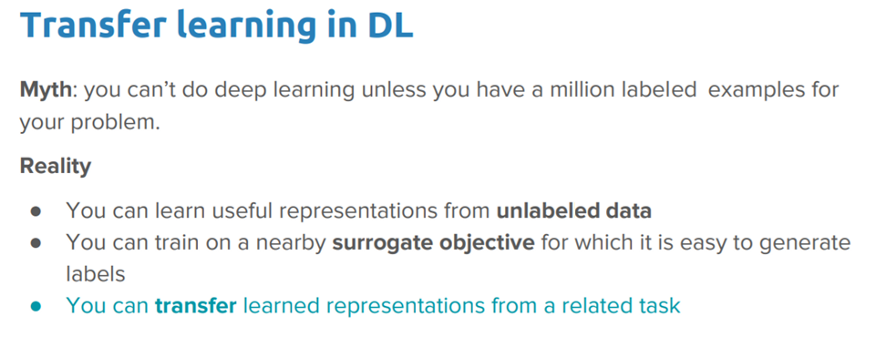 Transfer learning in DL
Myth: you can’t do deep learning unless you have a million labeled examples for
your problem.
Reality
● You can learn useful representations from unlabeled data
● You can train on a nearby surrogate objective for which it is easy to generate
labels
● You can transfer learned representations from a related task